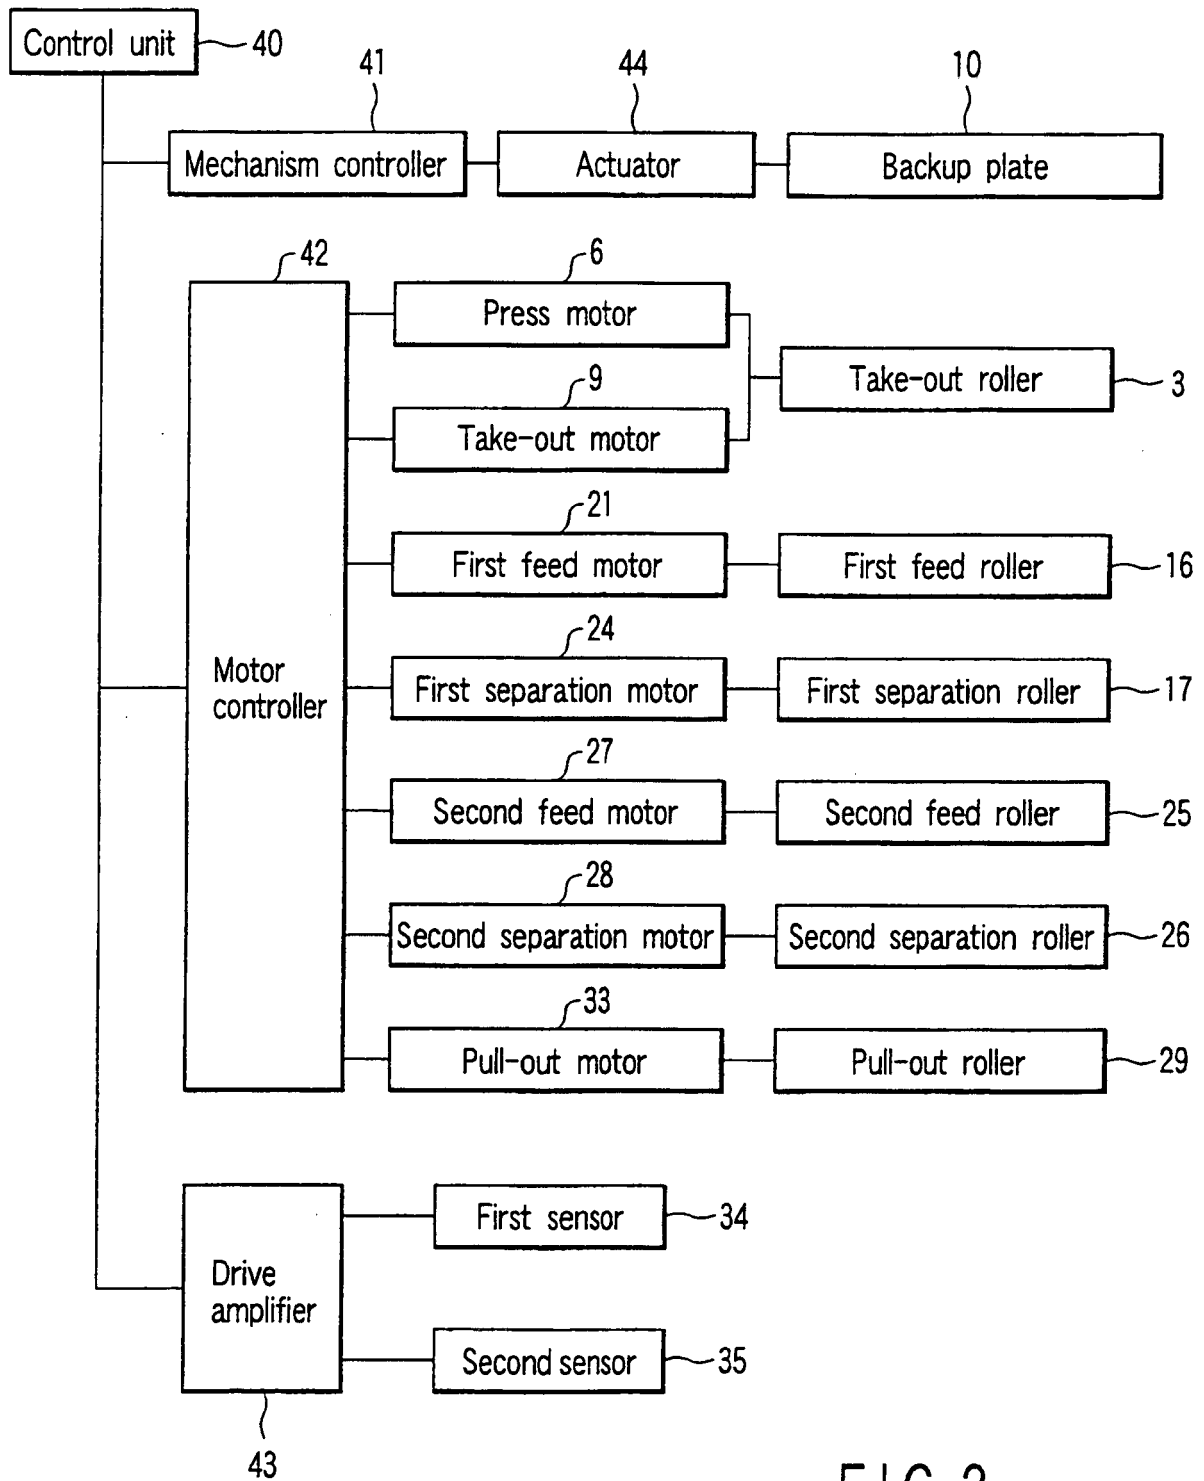 Control unit
40
41
44
10
Mechanism controller
Actuator
Backup plate
42
6
Press motor
Take-out roller
3
9
Take-out motor
21
First feed motor
First feed roller
16
24
Motor
controller
First separation motor
First separation roller
17
27
Second feed motor
Second feed roller
25
28
Second separation motor
Second separation roller
26
33
Pull-out motor
Pull-out roller
29
First sensor
34
Drive
amplifier
Second sensor
35
43